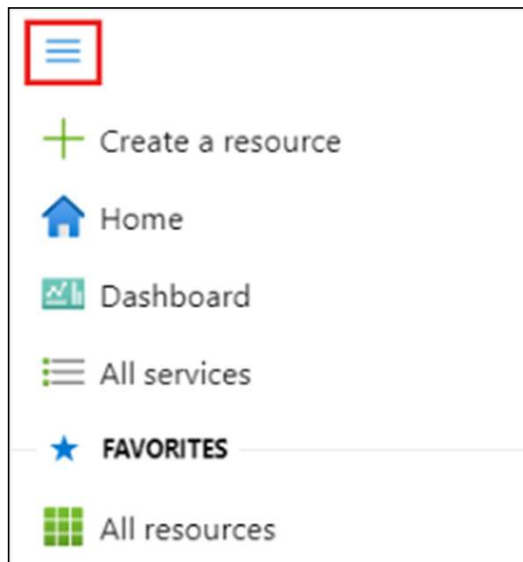 Create a resource
Home
Dashboard
All services
FAVORITES
All resources